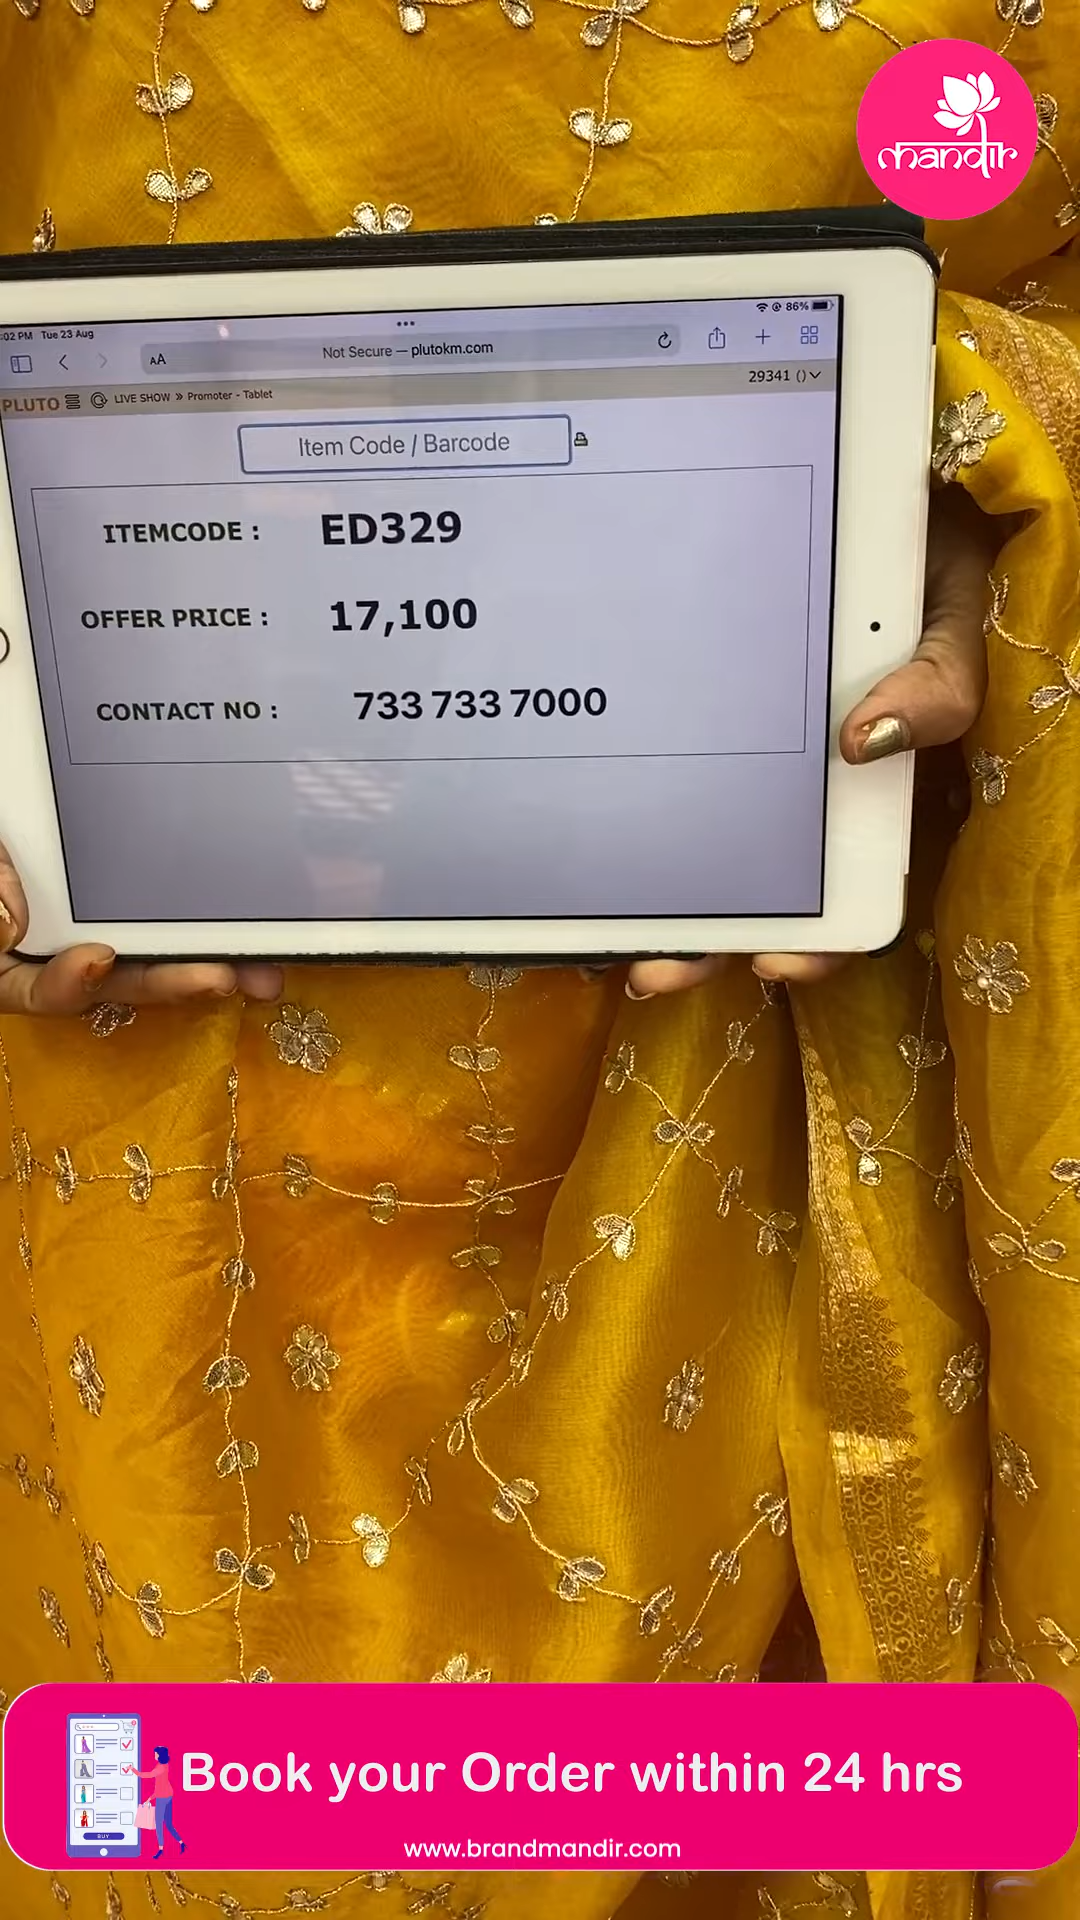 mandir
:02 PM Tue 23 Aug
86%
AA
Not Secure — plutokm.com
29341 ()
PLUTO
LIVE SHOW » Promoter - Tablet
Item Code / Barcode
ITEMCODE : ED329
OFFER PRICE : 17,100
CONTACT NO : 733 733 7000
Book your Order within 24 hrs
BUY
www.brandmandir.com